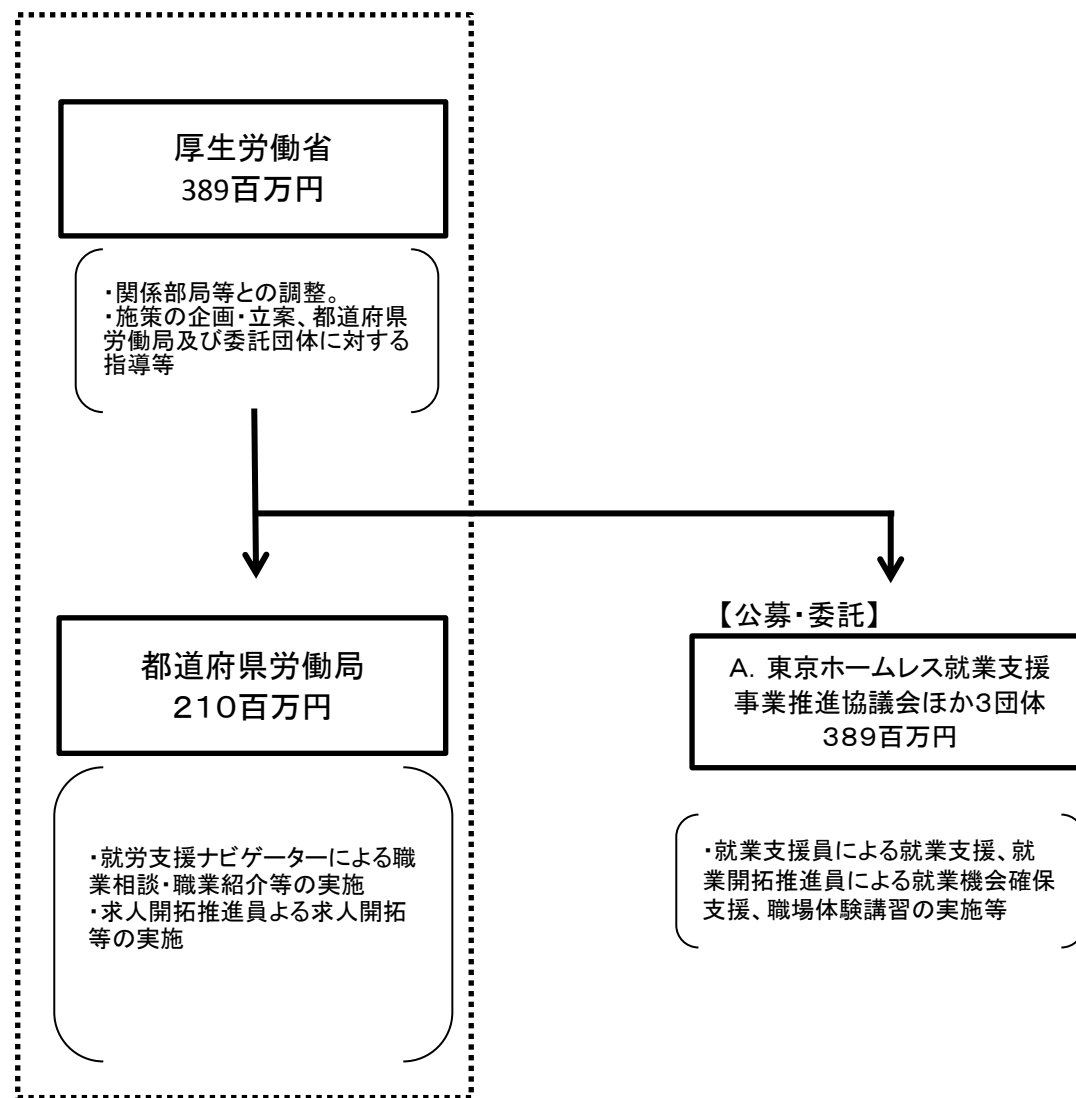 厚生労働省
389百万円
・関係部局等との調整。
・施策の企画・立案、都道府県
労働局及び委託団体に対する
指導等
都道府県労働局
２１０百万円
・就労支援ナビゲーターによる職
業相談・職業紹介等の実施
・求人開拓推進員よる求人開拓
等の実施
【公募・委託】
Ａ．東京ホームレス就業支援
事業推進協議会ほか３団体
３８９百万円
・就業支援員による就業支援、就
業開拓推進員による就業機会確保
支援、職場体験講習の実施等